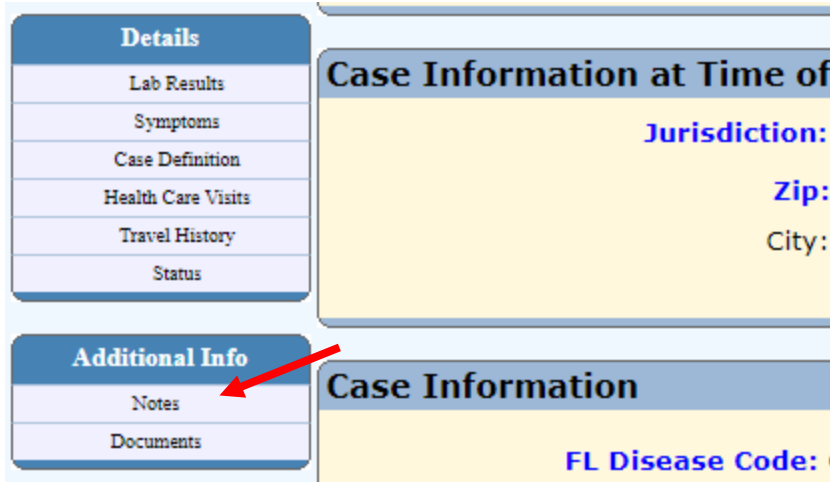 Details
Lab Results
Symptoms
Case Definition
Health Care Visits
Travel History
Status
Additional Info
Notes
Documents
Case Information at Time of
Jurisdiction:
Zip:
City:
Case Information
FL Disease Code: